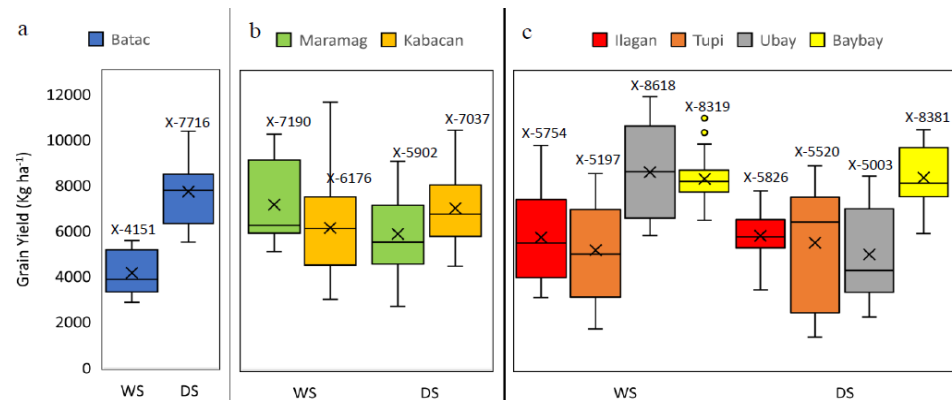 a
Batac
b
Maramag Kabacan
c
Ilagan Tupi Ubay Baybay
Grain Yield (Kg ha-1)
12000
10000
8000
6000
4000
2000
0
X-4151
X-7716
X-7190
X-6176
X-5902
X-7037
X-5754
X-5197
X-8618
X-8319
X-5826
X-5520
X-5003
X-8381
WS DS
WS DS
WS DS